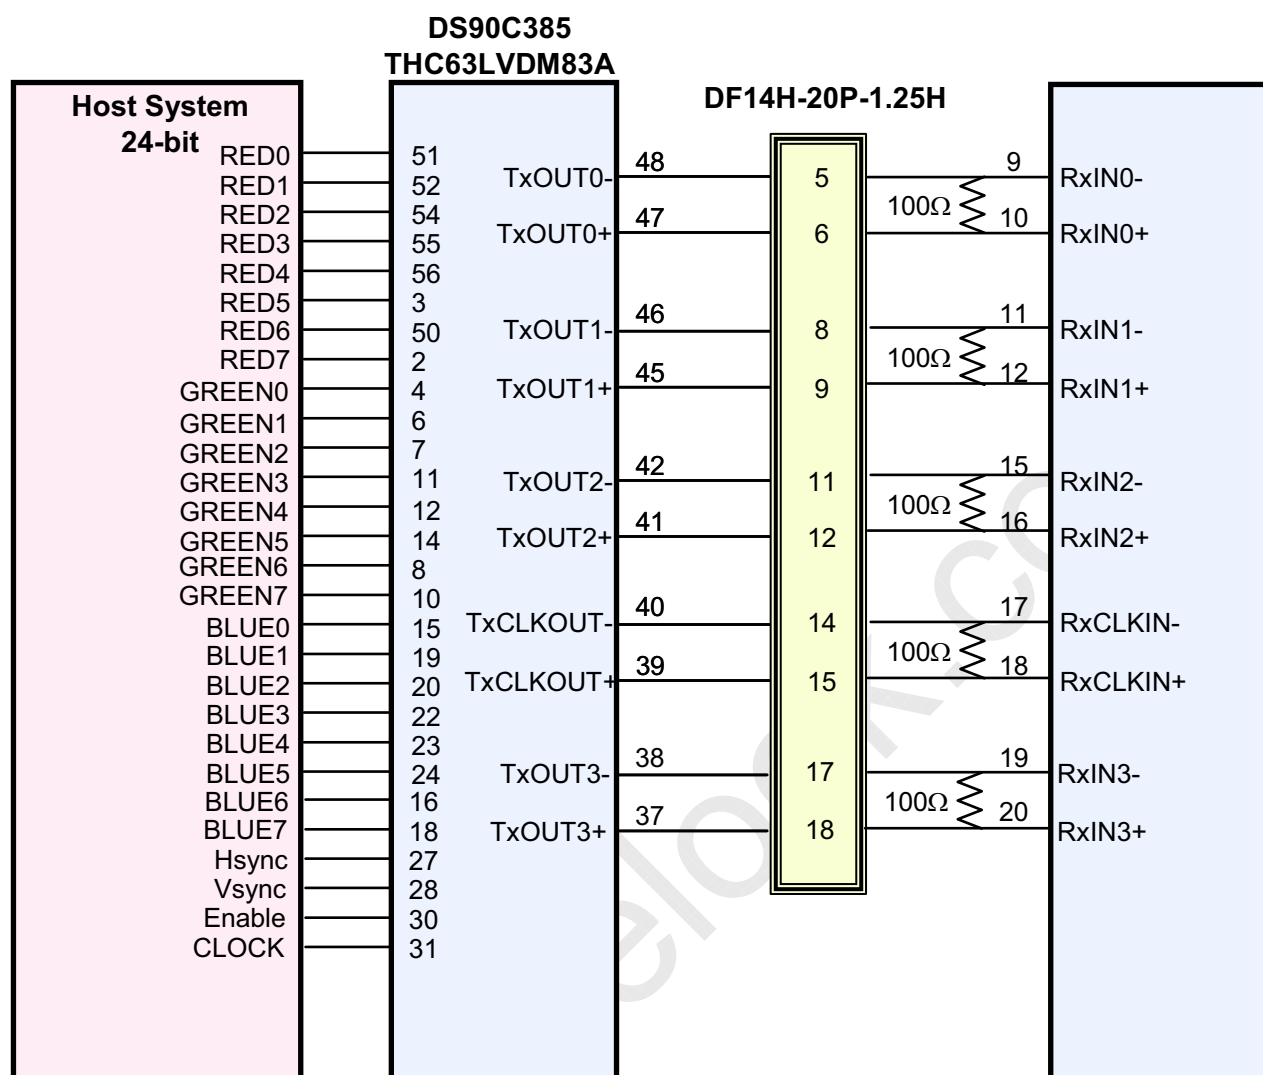 DS90C385
THC63LVDM83A
DF14H-20P-1.25H
Host System
24-bit
RED0 51
RED1 52
RED2 54
RED3 55
RED4 56
RED5 3
RED6 50
RED7 2
GREEN0 4
GREEN1 6
GREEN2 7
GREEN3 11
GREEN4 12
GREEN5 14
GREEN6 8
GREEN7 10
BLUE0 15
BLUE1 19
BLUE2 20
BLUE3 22
BLUE4 23
BLUE5 24
BLUE6 16
BLUE7 18
Hsync 27
Vsync 28
Enable 30
CLOCK 31
TxOUT0- 48 5 9 RxIN0-
100Ω
TxOUT0+ 47 6 10 RxIN0+
TxOUT1- 46 8 11 RxIN1-
100Ω
TxOUT1+ 45 9 12 RxIN1+
TxOUT2- 42 11 15 RxIN2-
100Ω
TxOUT2+ 41 12 16 RxIN2+
TxCLKOUT- 40 14 17 RxCLKIN-
100Ω
TxCLKOUT+ 39 15 18 RxCLKIN+
TxOUT3- 38 17 19 RxIN3-
100Ω
TxOUT3+ 37 18 20 RxIN3+